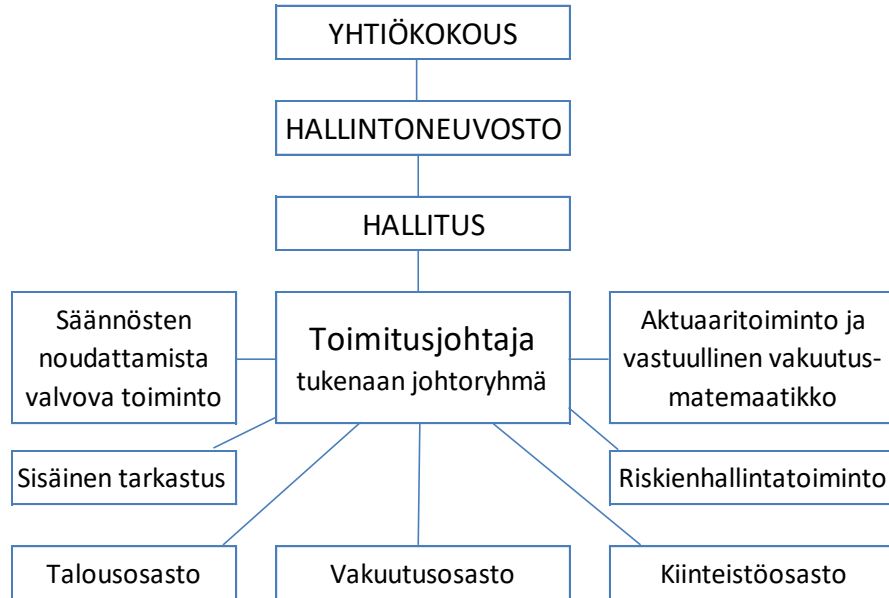 YHTIÖKOKOUS
HALLINTONEUVOSTO
HALLITUS
Säännösten
noudattamista
valvova toiminto
Toimitusjohtaja
tukenaan johtoryhmä
Aktuaaritoiminto ja
vastuullinen vakuutus-
matemaatikko
Sisäinen tarkastus
Riskienhallintatoiminto
Talousosasto
Vakuutusosasto
Kiinteistöosasto